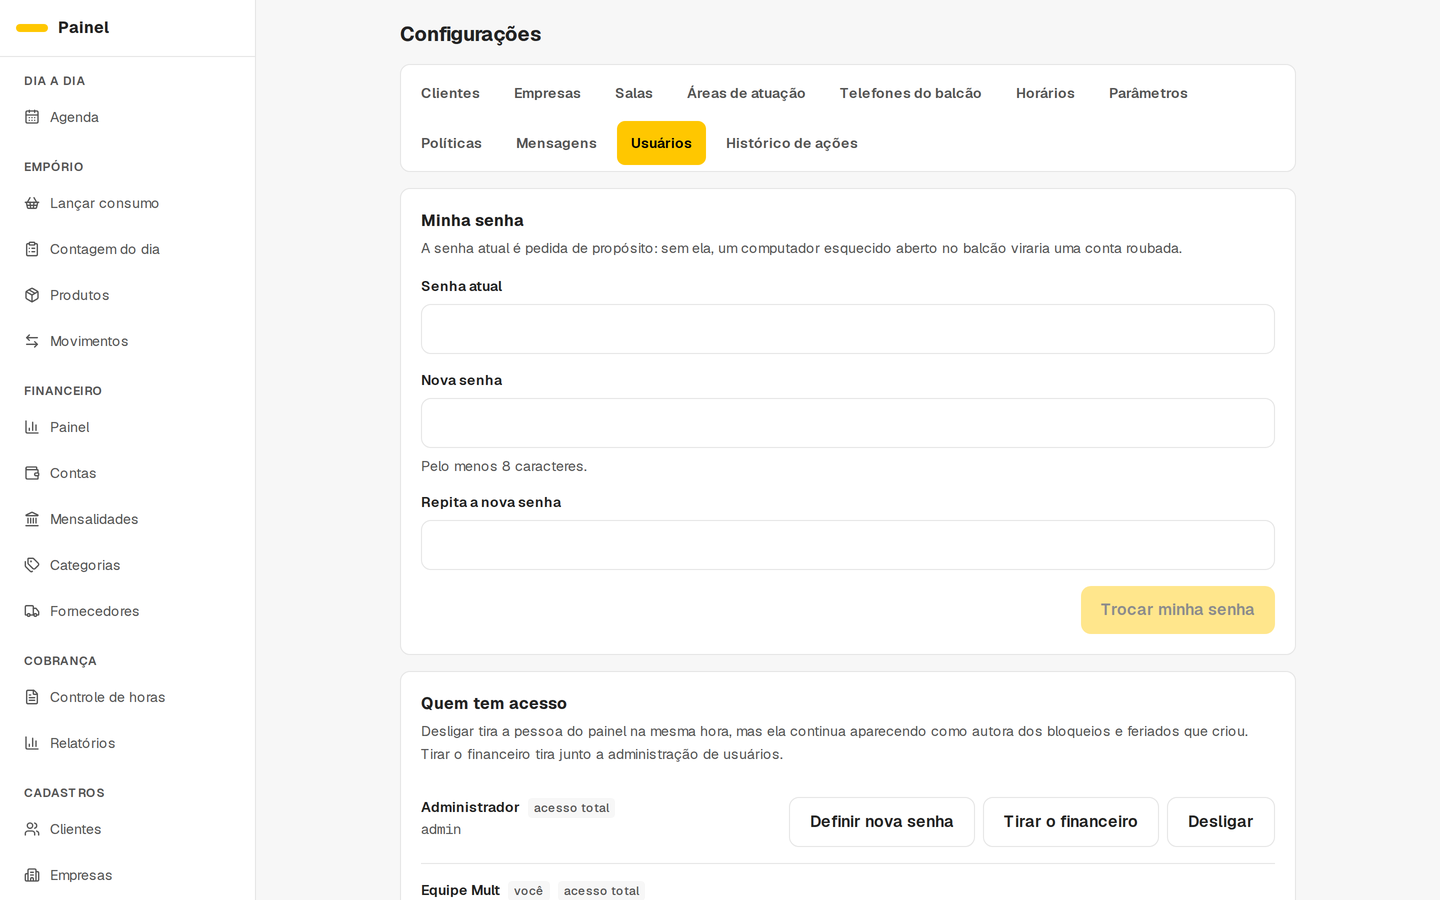 Painel
DIA A DIA
Agenda
EMPÓRIO
Lançar consumo
Contagem do dia
Produtos
Movimentos
FINANCEIRO
Painel
Contas
Mensalidades
Categorias
Fornecedores
COBRANÇA
Controle de horas
Relatórios
CADASTROS
Clientes
Empresas
Configurações
Clientes Empresas Salas Áreas de atuação Telefones do balcão Horários Parâmetros
Políticas Mensagens Usuários Histórico de ações
Minha senha
A senha atual é pedida de propósito: sem ela, um computador esquecido aberto no balcão viraria uma conta roubada.
Senha atual
Nova senha
Pelo menos 8 caracteres.
Repita a nova senha
Trocar minha senha
Quem tem acesso
Desligar tira a pessoa do painel na mesma hora, mas ela continua aparecendo como autora dos bloqueios e feriados que criou.
Tirar o financeiro tira junto a administração de usuários.
Administrador acesso total
admin
Definir nova senha Tirar o financeiro Desligar
Equipe Mult você acesso total